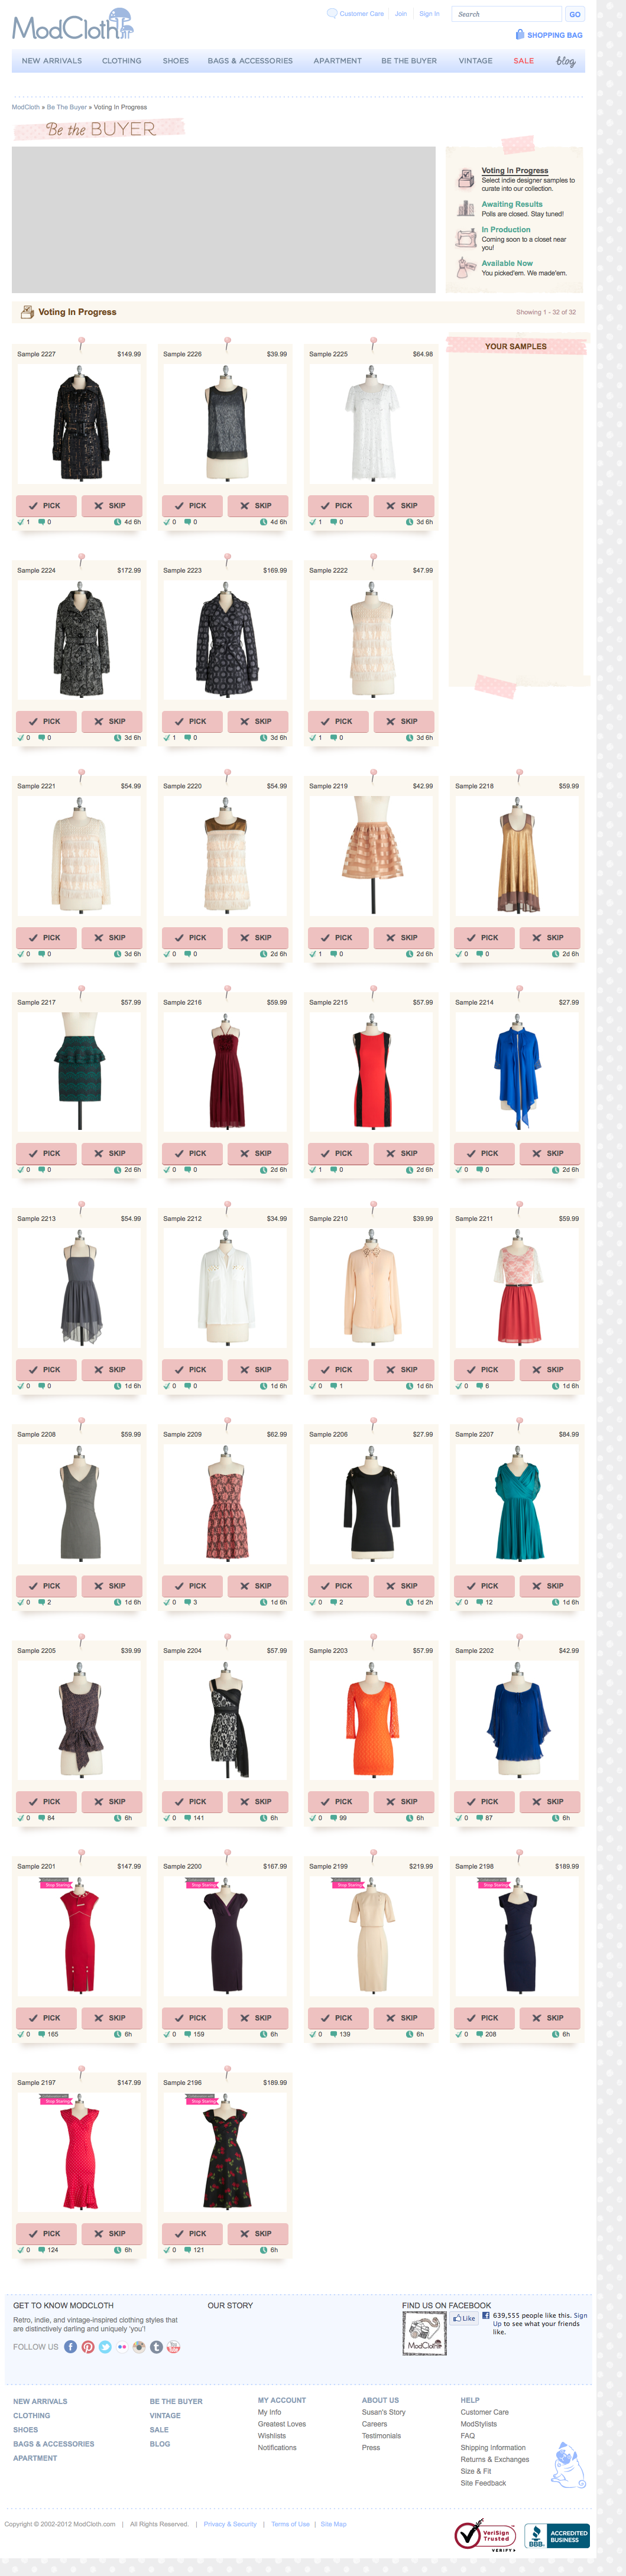 ModCloth
Customer Care | Join | Sign in
Search
GO
SHOPPING BAG
NEW ARRIVALS CLOTHING SHOES BAGS & ACCESSORIES APARTMENT BE THE BUYER VINTAGE SALE blog
ModCloth » Be The Buyer » Voting In Progress
Be the BUYER
Voting In Progress
Select indie designer samples to
curate into our collection.
Awaiting Results
Polls are closed. Stay tuned!
In Production
Coming soon to a closet near
you!
Available Now
You picked'em. We made'em.
Voting In Progress
Showing 1 - 32 of 32
YOUR SAMPLES
Sample 2227 $149.99 Sample 2226 $39.99 Sample 2225 $64.98
PICK SKIP PICK SKIP PICK SKIP
1 0 4d 6h 0 0 4d 6h 1 0 3d 6h
Sample 2224 $172.99 Sample 2223 $169.99 Sample 2222 $47.99
PICK SKIP PICK SKIP PICK SKIP
0 0 3d 6h 1 0 3d 6h 1 0 3d 6h
Sample 2221 $54.99 Sample 2220 $54.99 Sample 2219 $42.99 Sample 2218 $59.99
PICK SKIP PICK SKIP PICK SKIP PICK SKIP
0 0 3d 6h 0 0 2d 6h 1 0 2d 6h 0 0 2d 6h
Sample 2217 $57.99 Sample 2216 $59.99 Sample 2215 $57.99 Sample 2214 $27.99
PICK SKIP PICK SKIP PICK SKIP PICK SKIP
0 0 2d 6h 0 0 2d 6h 1 0 2d 6h 0 0 2d 6h
Sample 2213 $54.99 Sample 2212 $34.99 Sample 2210 $39.99 Sample 2211 $59.99
PICK SKIP PICK SKIP PICK SKIP PICK SKIP
0 0 1d 6h 0 0 1d 6h 0 1 1d 6h 0 6 1d 6h
Sample 2208 $59.99 Sample 2209 $62.99 Sample 2206 $27.99 Sample 2207 $84.99
PICK SKIP PICK SKIP PICK SKIP PICK SKIP
0 2 1d 6h 0 3 1d 6h 0 2 1d 2h 0 12 1d 6h
Sample 2205 $39.99 Sample 2204 $57.99 Sample 2203 $57.99 Sample 2202 $42.99
PICK SKIP PICK SKIP PICK SKIP PICK SKIP
0 84 6h 0 141 6h 0 99 6h 0 87 6h
Sample 2201 $147.99 Sample 2200 $167.99 Sample 2199 $219.99 Sample 2198 $189.99
Stop Staring! Stop Staring! Stop Staring! Stop Staring!
PICK SKIP PICK SKIP PICK SKIP PICK SKIP
0 165 6h 0 159 6h 0 139 6h 0 208 6h
Sample 2197 $147.99 Sample 2196 $189.99
Stop Staring! Stop Staring!
PICK SKIP PICK SKIP
0 124 6h 0 121 6h
GET TO KNOW MODCLOTH
Retro, indie, and vintage-inspired clothing styles that
are distinctively darling and uniquely 'you'!
FOLLOW US
OUR STORY
FIND US ON FACEBOOK
ModCloth
Like
639,555 people like this. Sign
Up to see what your friends
like.
NEW ARRIVALS
CLOTHING
SHOES
BAGS & ACCESSORIES
APARTMENT
BE THE BUYER
VINTAGE
SALE
BLOG
MY ACCOUNT
My Info
Greatest Loves
Wishlists
Notifications
ABOUT US
Susan's Story
Careers
Testimonials
Press
HELP
Customer Care
ModStylists
FAQ
Shipping Information
Returns & Exchanges
Size & Fit
Site Feedback
Copyright © 2002-2012 ModCloth.com | All Rights Reserved. | Privacy & Security | Terms of Use | Site Map
VeriSign
Trusted
VERIFY
BBB
ACCREDITED
BUSINESS